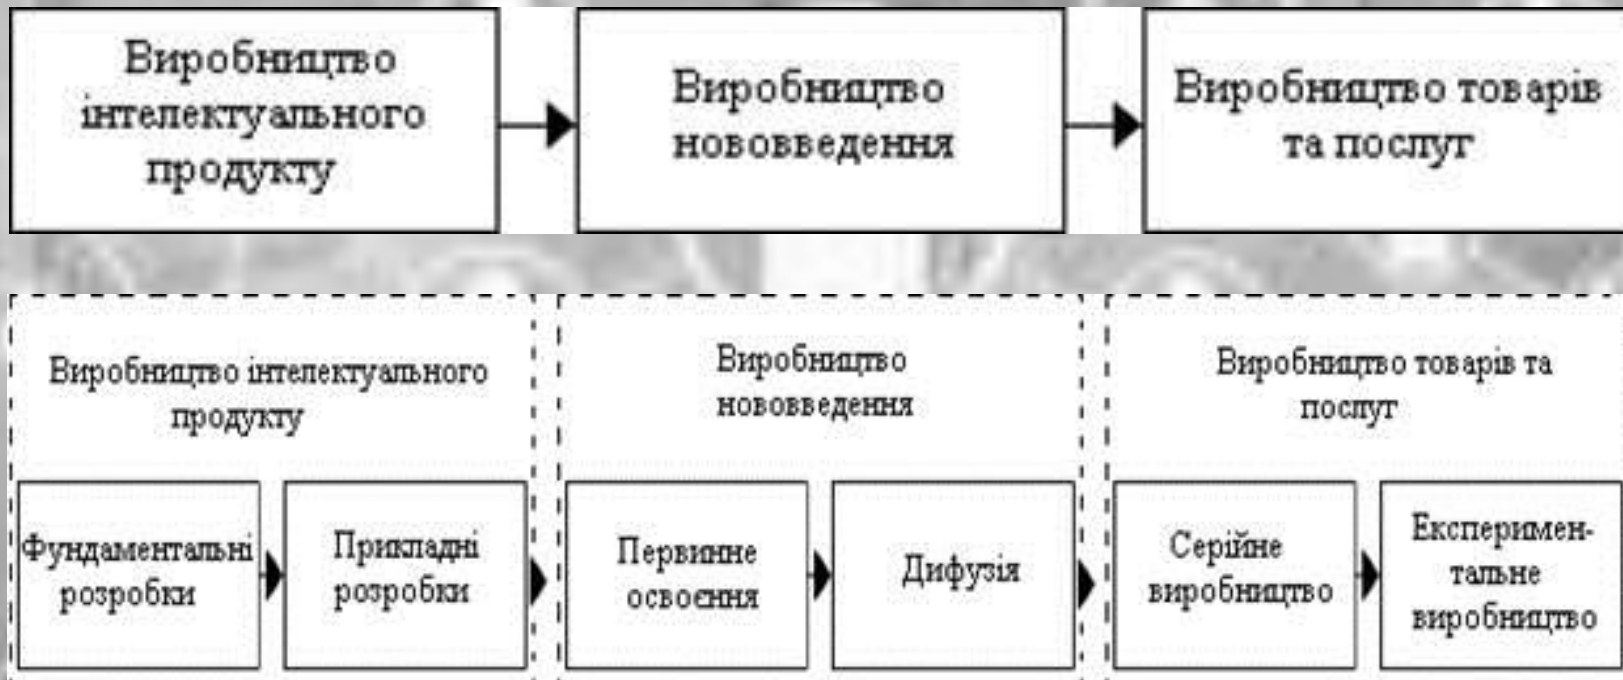 Виробництво
інтелектуального
продукту
Виробництво
нововведення
Виробництво товарів
та послуг
Виробництво інтелектуального
продукту
Фундаментальні
розробки
Прикладні
розробки
Виробництво
нововведення
Первинне
освоєння
Дифузія
Виробництво товарів та
послуг
Серійне
виробництво
Експеримен-
тальне
виробництво